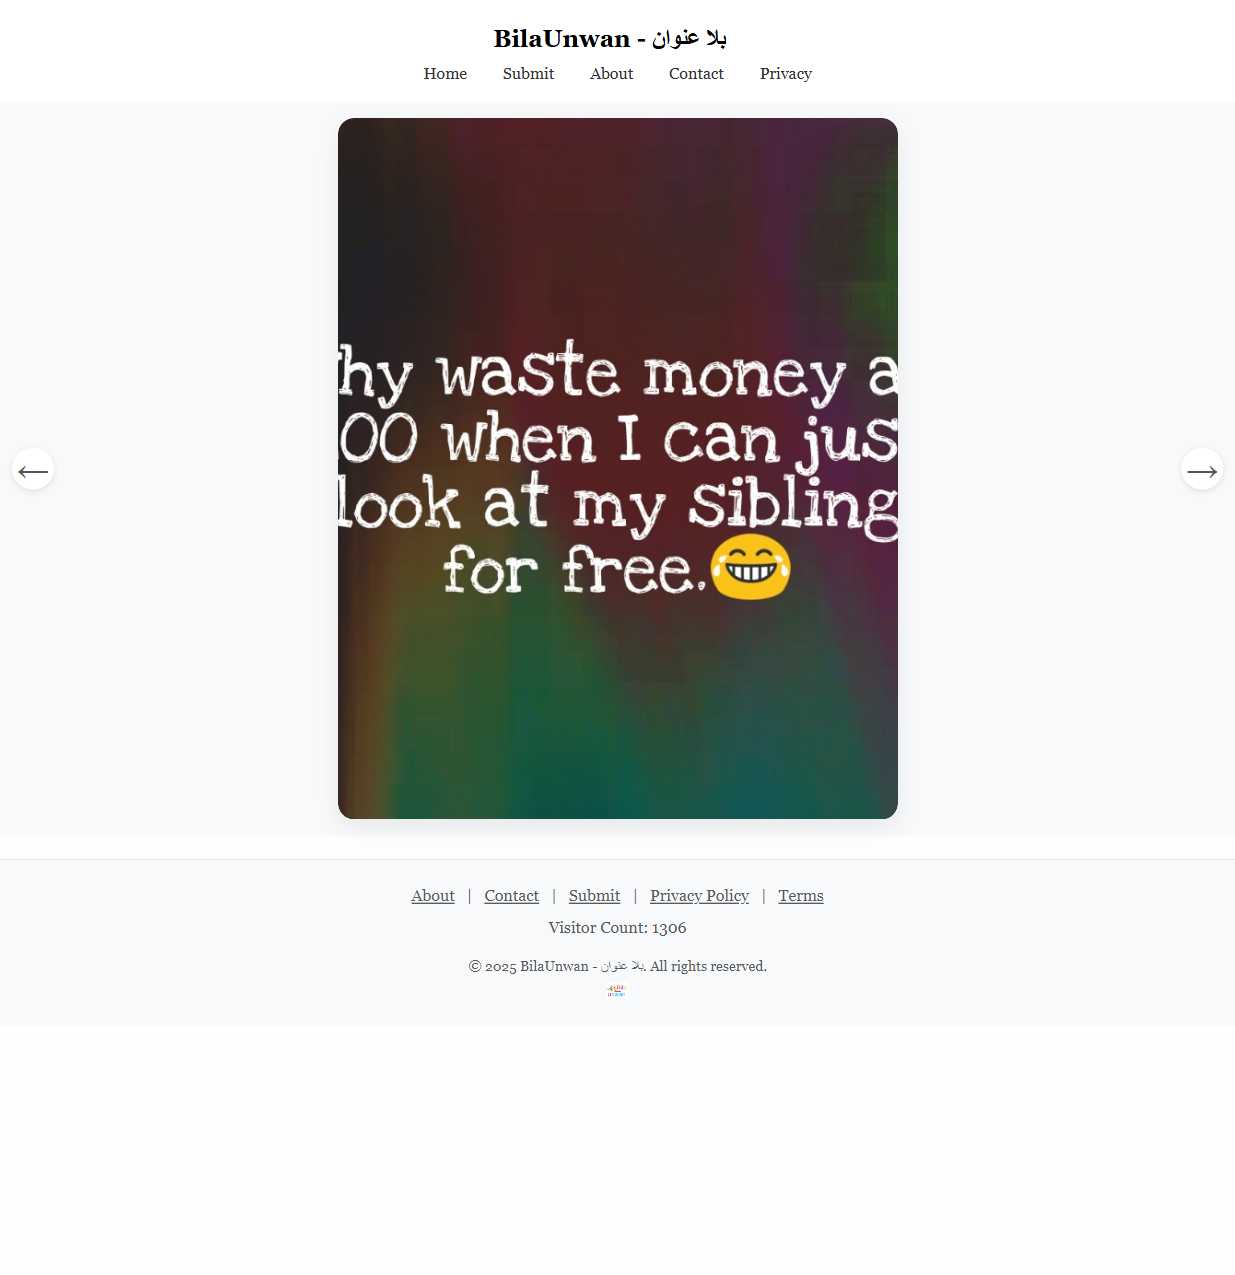 BilaUnwan - بلا عنوان
Home Submit About Contact Privacy
hy waste money a
OO when I can jus
look at my sibling
for free.😂
← →
About | Contact | Submit | Privacy Policy | Terms
Visitor Count: 1306
© 2025 BilaUnwan - بلا عنوان. All rights reserved.